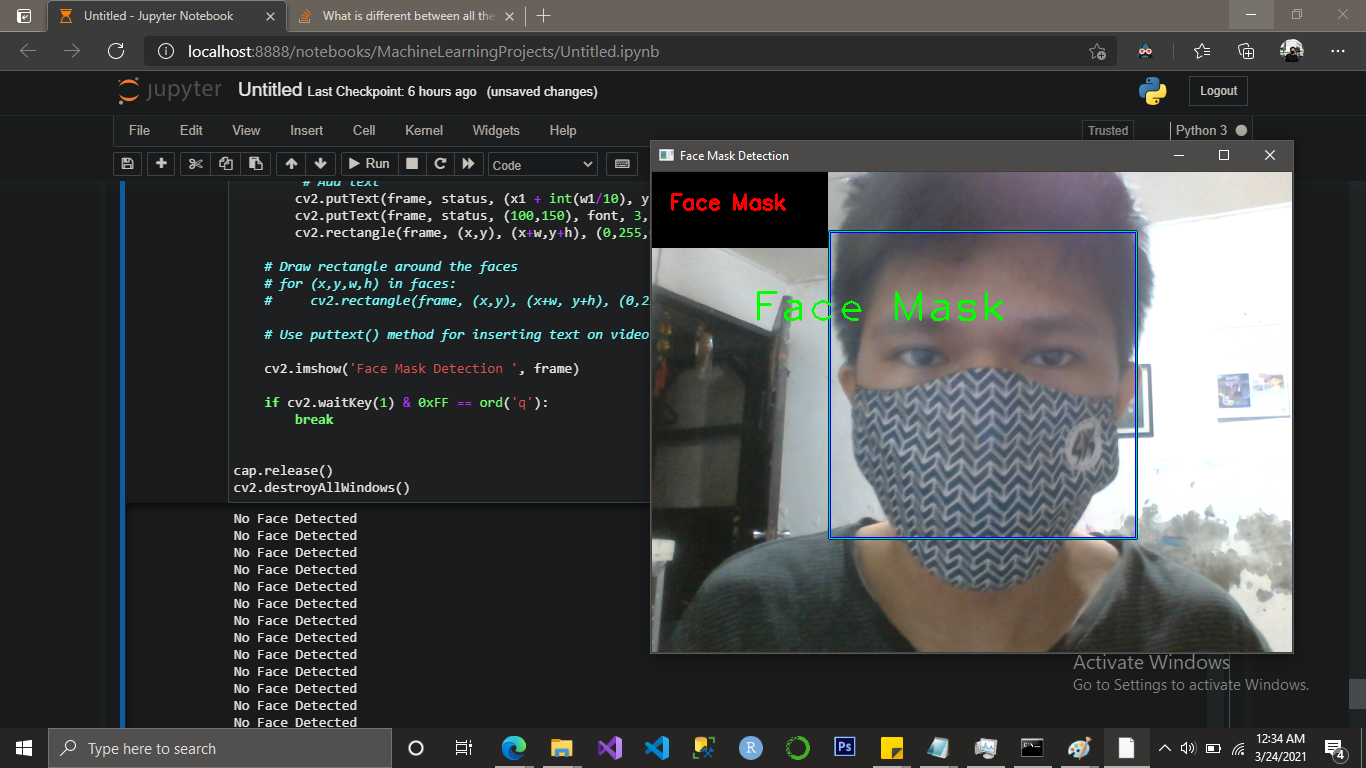 Untitled - Jupyter Notebook
What is different between all the
localhost:8888/notebooks/MachineLearningProjects/Untitled.ipynb
jupyter Untitled Last Checkpoint: 6 hours ago (unsaved changes)
Logout
File Edit View Insert Cell Kernel Widgets Help
Trusted
Python 3
Run
Code
# Add text
cv2.putText(frame, status, (x1 + int(w1/10), y
cv2.putText(frame, status, (100,150), font, 3,
cv2.rectangle(frame, (x,y), (x+w,y+h), (0,255,
# Draw rectangle around the faces
# for (x,y,w,h) in faces:
#     cv2.rectangle(frame, (x,y), (x+w, y+h), (0,2
# Use puttext() method for inserting text on video
cv2.imshow('Face Mask Detection ', frame)
if cv2.waitKey(1) & 0xFF == ord('q'):
break
cap.release()
cv2.destroyAllWindows()
No Face Detected
No Face Detected
No Face Detected
No Face Detected
No Face Detected
No Face Detected
No Face Detected
No Face Detected
No Face Detected
No Face Detected
No Face Detected
No Face Detected
No Face Detected
Face Mask Detection
Face Mask
Face Mask
Activate Windows
Go to Settings to activate Windows.
Type here to search
R
Ps
12:34 AM
3/24/2021
4